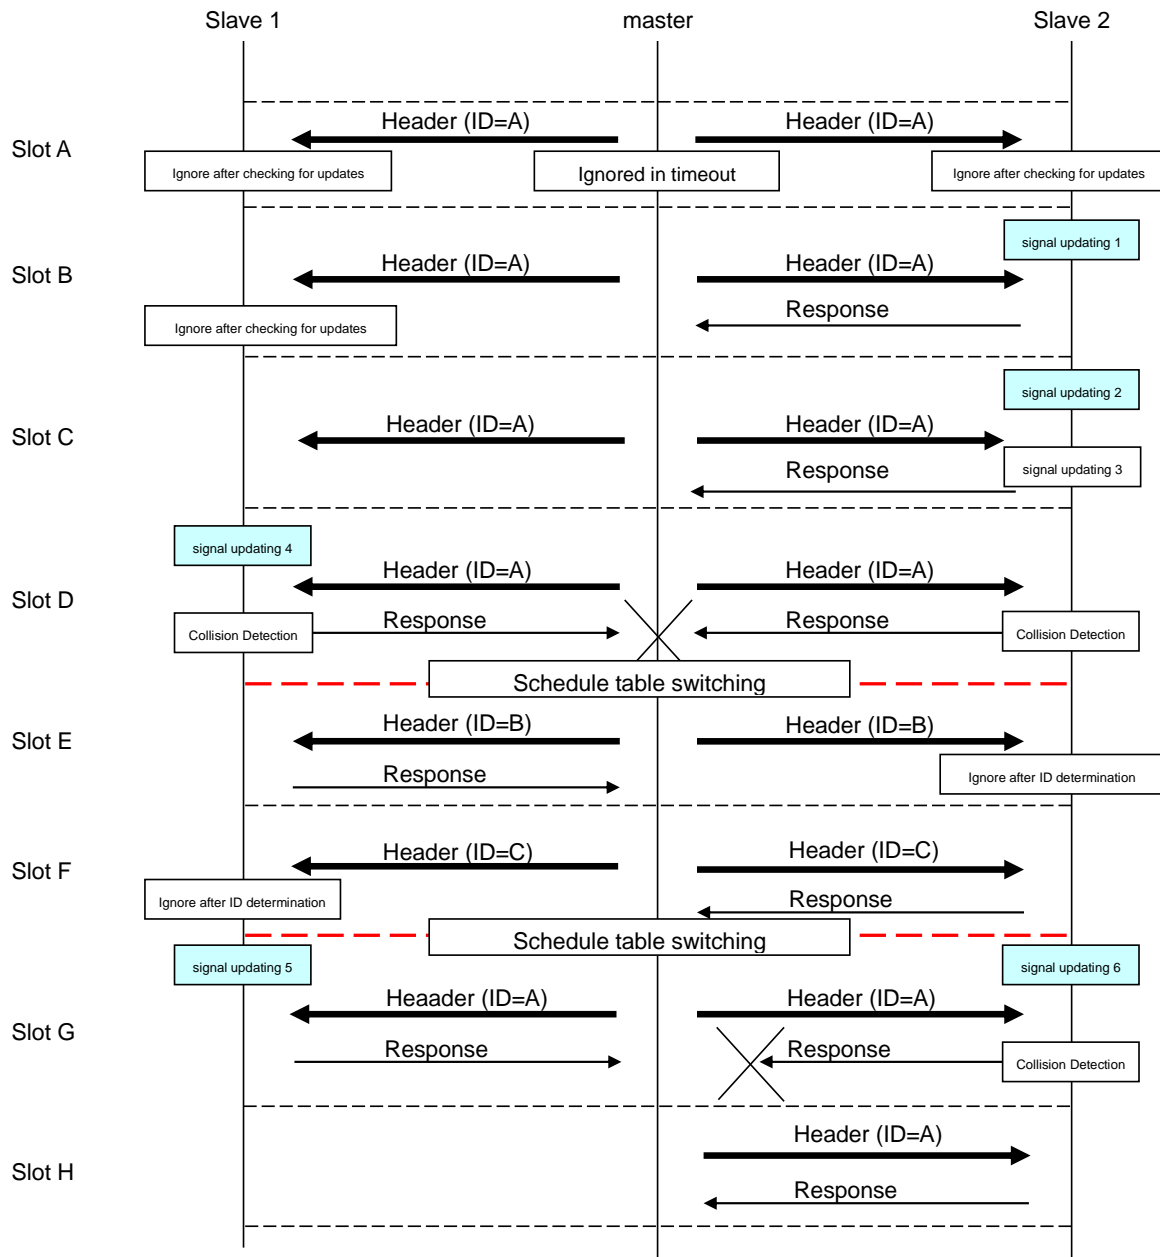 Slave 1
master
Slave 2
Slot A
Header (ID=A)
Header (ID=A)
Ignore after checking for updates
Ignored in timeout
Ignore after checking for updates
signal updating 1
Slot B
Header (ID=A)
Header (ID=A)
Response
Ignore after checking for updates
signal updating 2
Slot C
Header (ID=A)
Header (ID=A)
Response
signal updating 3
signal updating 4
Slot D
Header (ID=A)
Header (ID=A)
Collision Detection
Response
Response
Collision Detection
Schedule table switching
Slot E
Header (ID=B)
Header (ID=B)
Response
Ignore after ID determination
Slot F
Header (ID=C)
Header (ID=C)
Ignore after ID determination
Response
Schedule table switching
signal updating 5
signal updating 6
Slot G
Heaader (ID=A)
Header (ID=A)
Response
Response
Collision Detection
Slot H
Header (ID=A)
Response